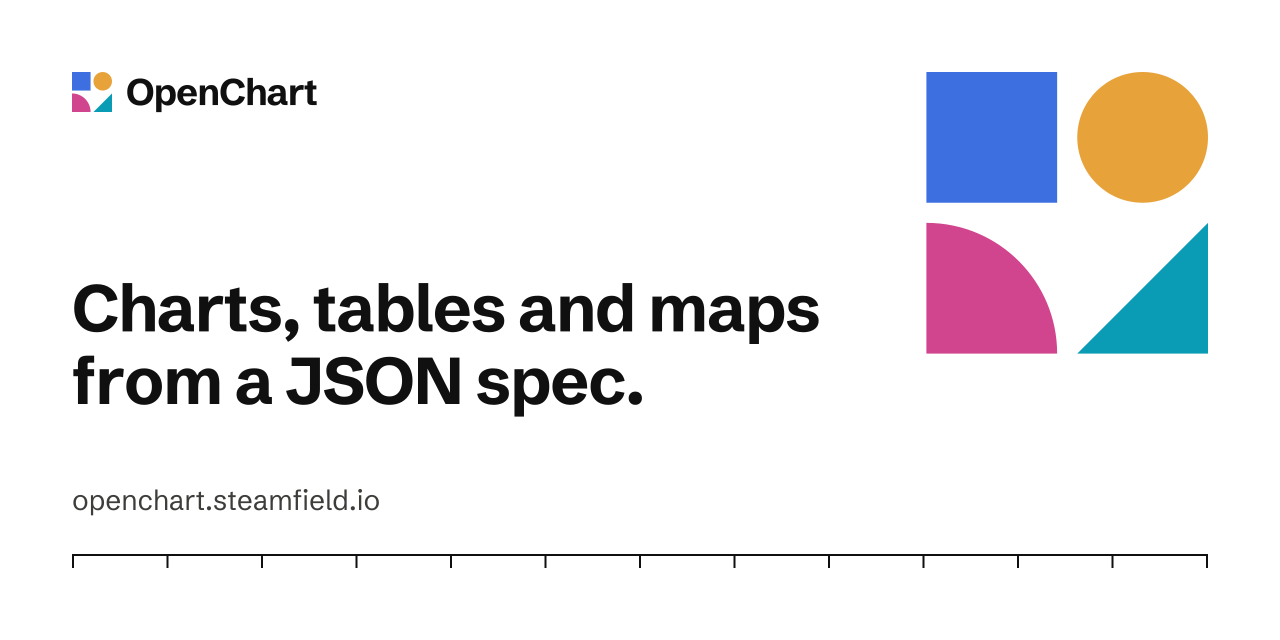 OpenChart
Charts, tables and maps
from a JSON spec.
openchart.steamfield.io